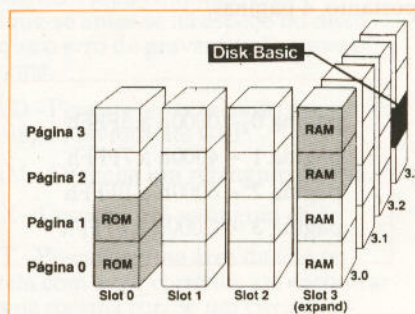 Disk Basic
Página 3
RAM
Página 2
RAM
Página 1
ROM
RAM
Página 0
ROM
RAM
3.0
3.1
3.2
3.
Slot 0
Slot 1
Slot 2
Slot 3
(expand)